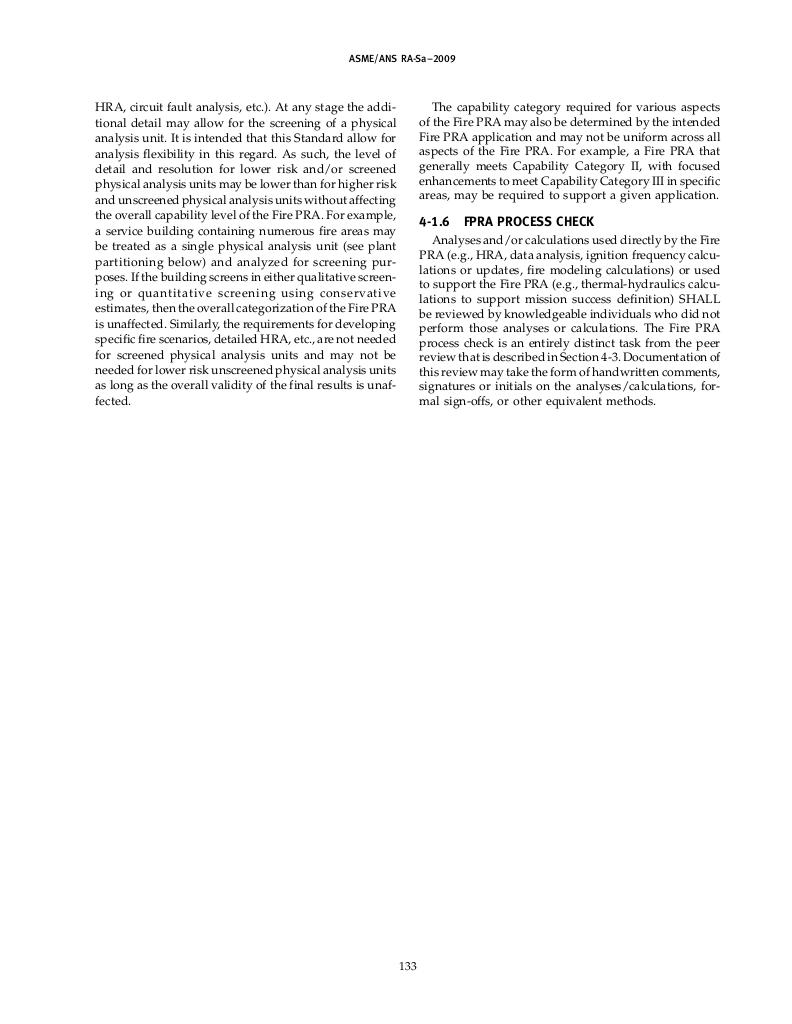 ASME/ANS RA-Sa–2009
HRA, circuit fault analysis, etc.). At any stage the addi-
tional detail may allow for the screening of a physical
analysis unit. It is intended that this Standard allow for
analysis flexibility in this regard. As such, the level of
detail and resolution for lower risk and/or screened
physical analysis units may be lower than for higher risk
and unscreened physical analysis units without affecting
the overall capability level of the Fire PRA. For example,
a service building containing numerous fire areas may
be treated as a single physical analysis unit (see plant
partitioning below) and analyzed for screening pur-
poses. If the building screens in either qualitative screen-
ing or quantitative screening using conservative
estimates, then the overall categorization of the Fire PRA
is unaffected. Similarly, the requirements for developing
specific fire scenarios, detailed HRA, etc., are not needed
for screened physical analysis units and may not be
needed for lower risk unscreened physical analysis units
as long as the overall validity of the final results is unaf-
fected.
The capability category required for various aspects
of the Fire PRA may also be determined by the intended
Fire PRA application and may not be uniform across all
aspects of the Fire PRA. For example, a Fire PRA that
generally meets Capability Category II, with focused
enhancements to meet Capability Category III in specific
areas, may be required to support a given application.
4-1.6 FPRA PROCESS CHECK
Analyses and/or calculations used directly by the Fire
PRA (e.g., HRA, data analysis, ignition frequency calcu-
lations or updates, fire modeling calculations) or used
to support the Fire PRA (e.g., thermal-hydraulics calcu-
lations to support mission success definition) SHALL
be reviewed by knowledgeable individuals who did not
perform those analyses or calculations. The Fire PRA
process check is an entirely distinct task from the peer
review that is described in Section 4-3. Documentation of
this review may take the form of handwritten comments,
signatures or initials on the analyses/calculations, for-
mal sign-offs, or other equivalent methods.
133